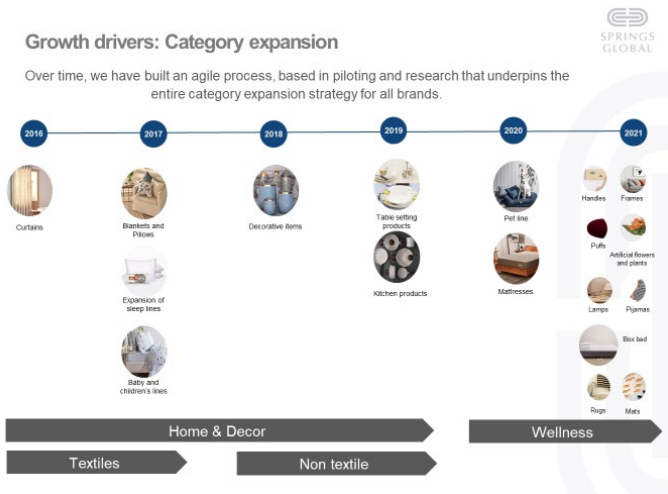 SPRINGS
GLOBAL
Growth drivers: Category expansion
Over time, we have built an agile process, based in piloting and research that underpins the
entire category expansion strategy for all brands.
2016
2017
2018
2019
2020
2021
Curtains
Blankets and
Pillows
Expansion of
sleep lines
Baby and
children's lines
Decorative items
Table setting
products
Kitchen products
Pet line
Mattresses
Handles
Frames
Puffs
Artificial flowers
and plants
Lamps
Pijamas
Box bed
Rugs
Mats
Home & Decor
Wellness
Textiles
Non textile